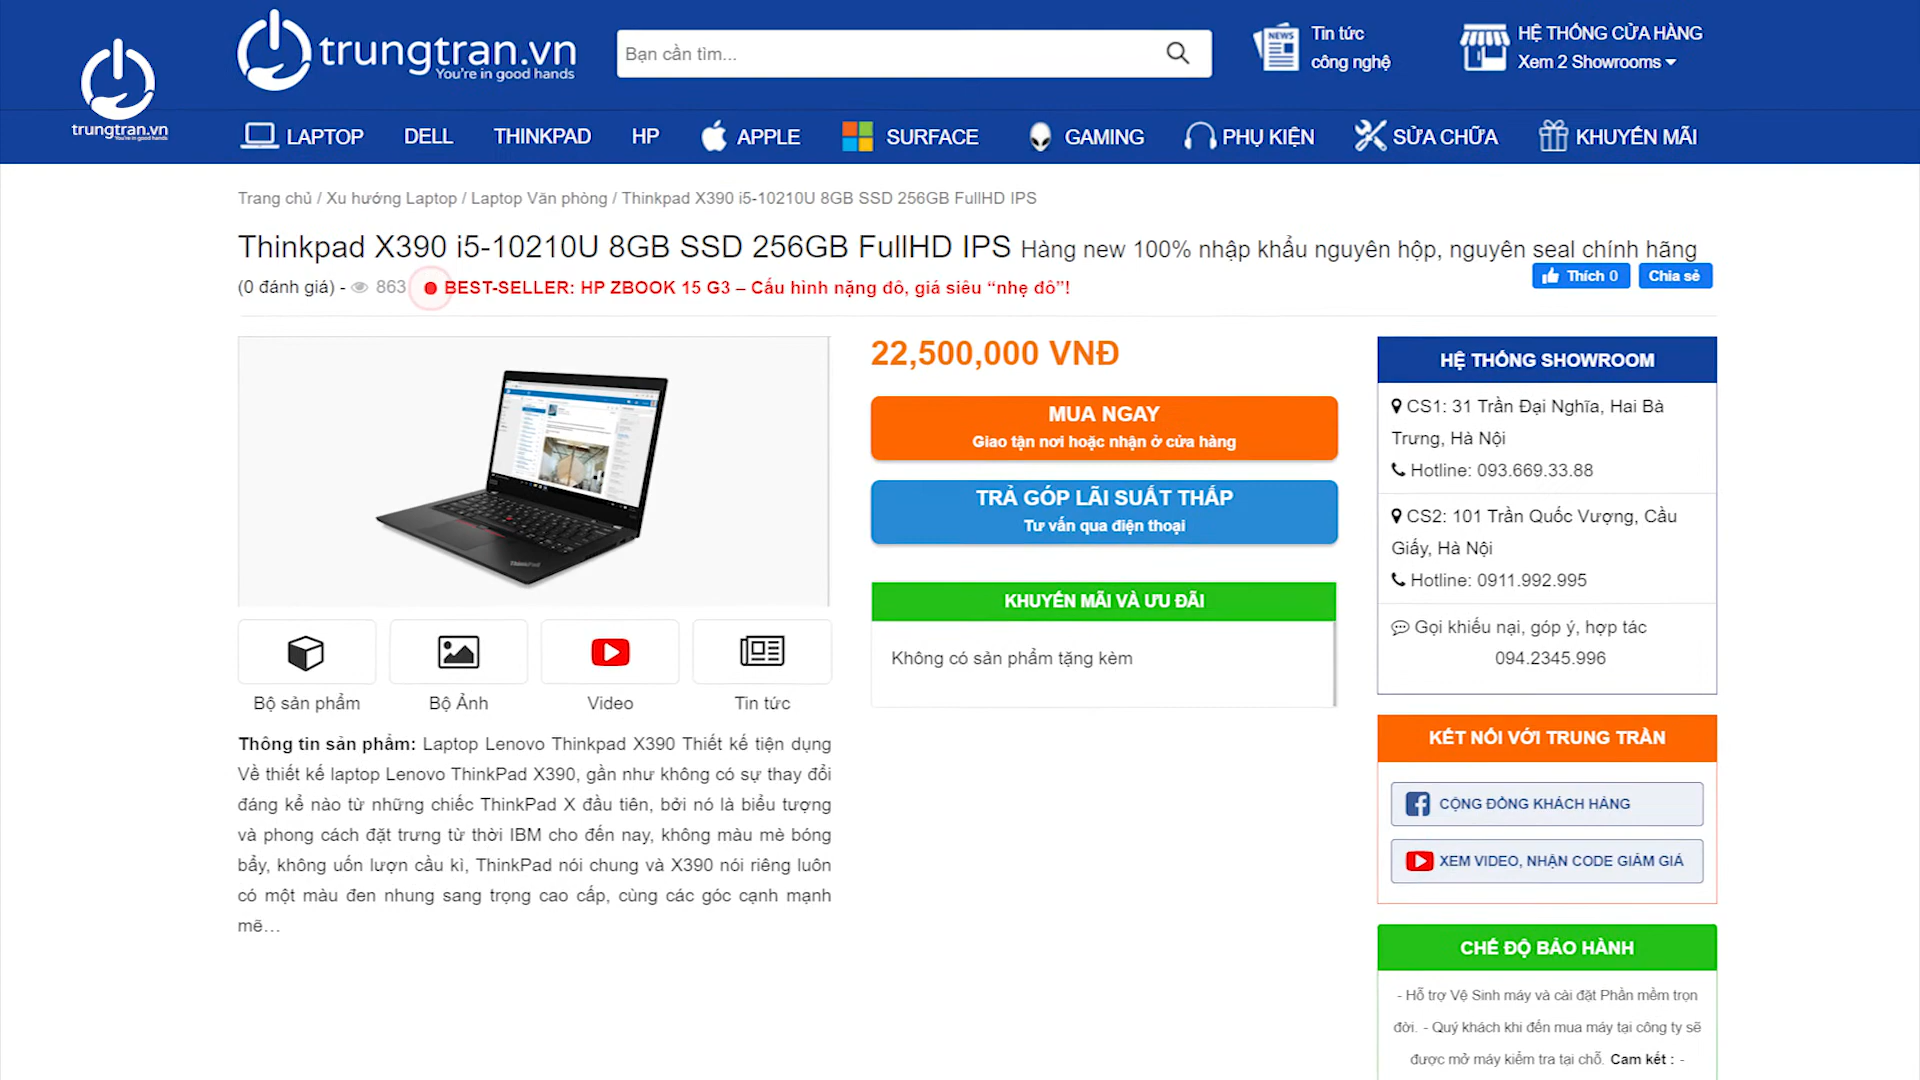 trungtran.vn
You're in good hands
trungtran.vn
You're in good hands
Bạn cần tìm...
NEWS
Tin tức
công nghệ
HỆ THỐNG CỬA HÀNG
Xem 2 Showrooms
LAPTOP
DELL
THINKPAD
HP
APPLE
SURFACE
GAMING
PHỤ KIỆN
SỬA CHỮA
KHUYẾN MÃI
Trang chủ / Xu hướng Laptop / Laptop Văn phòng / Thinkpad X390 i5-10210U 8GB SSD 256GB FullHD IPS
Thinkpad X390 i5-10210U 8GB SSD 256GB FullHD IPS Hàng new 100% nhập khẩu nguyên hộp, nguyên seal chính hãng
(0 đánh giá) - 863 BEST-SELLER: HP ZBOOK 15 G3 – Cấu hình nặng đô, giá siêu “nhẹ đô”!
Thích 0
Chia sẻ
22,500,000 VNĐ
MUA NGAY
Giao tận nơi hoặc nhận ở cửa hàng
TRẢ GÓP LÃI SUẤT THẤP
Tư vấn qua điện thoại
KHUYẾN MÃI VÀ ƯU ĐÃI
Không có sản phẩm tặng kèm
ThinkPad
Bộ sản phẩm
Bộ Ảnh
Video
Tin tức
Thông tin sản phẩm: Laptop Lenovo Thinkpad X390 Thiết kế tiện dụng
Về thiết kế laptop Lenovo ThinkPad X390, gần như không có sự thay đổi
đáng kể nào từ những chiếc ThinkPad X đầu tiên, bởi nó là biểu tượng
và phong cách đặt trưng từ thời IBM cho đến nay, không màu mè bóng
bẩy, không uốn lượn cầu kì, ThinkPad nói chung và X390 nói riêng luôn
có một màu đen nhung sang trọng cao cấp, cùng các góc cạnh mạnh
mẽ…
HỆ THỐNG SHOWROOM
CS1: 31 Trần Đại Nghĩa, Hai Bà
Trưng, Hà Nội
Hotline: 093.669.33.88
CS2: 101 Trần Quốc Vượng, Cầu
Giấy, Hà Nội
Hotline: 0911.992.995
Gọi khiếu nại, góp ý, hợp tác
094.2345.996
KẾT NỐI VỚI TRUNG TRẦN
CỘNG ĐỒNG KHÁCH HÀNG
XEM VIDEO, NHẬN CODE GIẢM GIÁ
CHẾ ĐỘ BẢO HÀNH
- Hỗ trợ Vệ Sinh máy và cài đặt Phần mềm trọn
đời. - Quý khách khi đến mua máy tại công ty sẽ
được mở máy kiểm tra tại chỗ. Cam kết : -